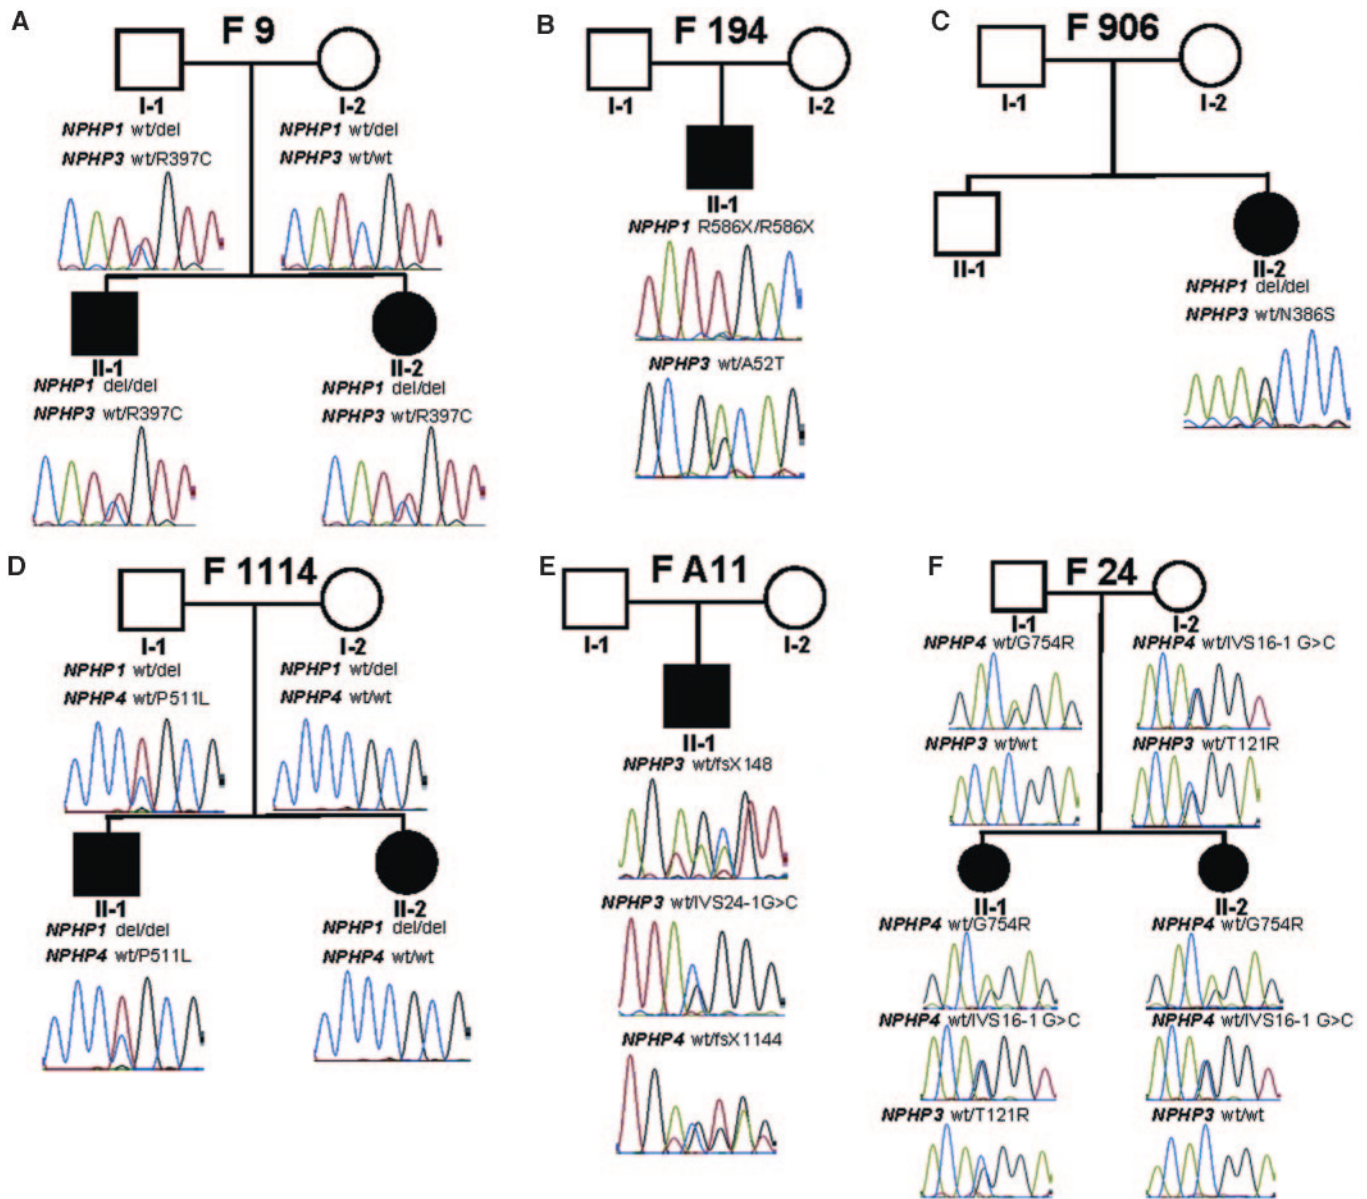 A
F 9
I-1
I-2
NPHP1 wt/del
NPHP3 wt/R397C
NPHP1 wt/del
NPHP3 wt/wt
II-1
NPHP1 del/del
NPHP3 wt/R397C
II-2
NPHP1 del/del
NPHP3 wt/R397C
B
F 194
I-1
I-2
II-1
NPHP1 R586X/R586X
NPHP3 wt/A52T
C
F 906
I-1
I-2
II-1
II-2
NPHP1 del/del
NPHP3 wt/N386S
D
F 1114
I-1
I-2
NPHP1 wt/del
NPHP4 wt/P511L
NPHP1 wt/del
NPHP4 wt/wt
II-1
NPHP1 del/del
NPHP4 wt/P511L
II-2
NPHP1 del/del
NPHP4 wt/wt
E
F A11
I-1
I-2
II-1
NPHP3 wt/fsX148
NPHP3 wt/IVS24-1G>C
NPHP4 wt/fsX1144
F
F 24
I-1
I-2
NPHP4 wt/G754R
NPHP3 wt/wt
NPHP4 wt/IVS16-1 G>C
NPHP3 wt/T121R
II-1
NPHP4 wt/G754R
NPHP4 wt/IVS16-1 G>C
NPHP3 wt/T121R
II-2
NPHP4 wt/G754R
NPHP4 wt/IVS16-1 G>C
NPHP3 wt/wt